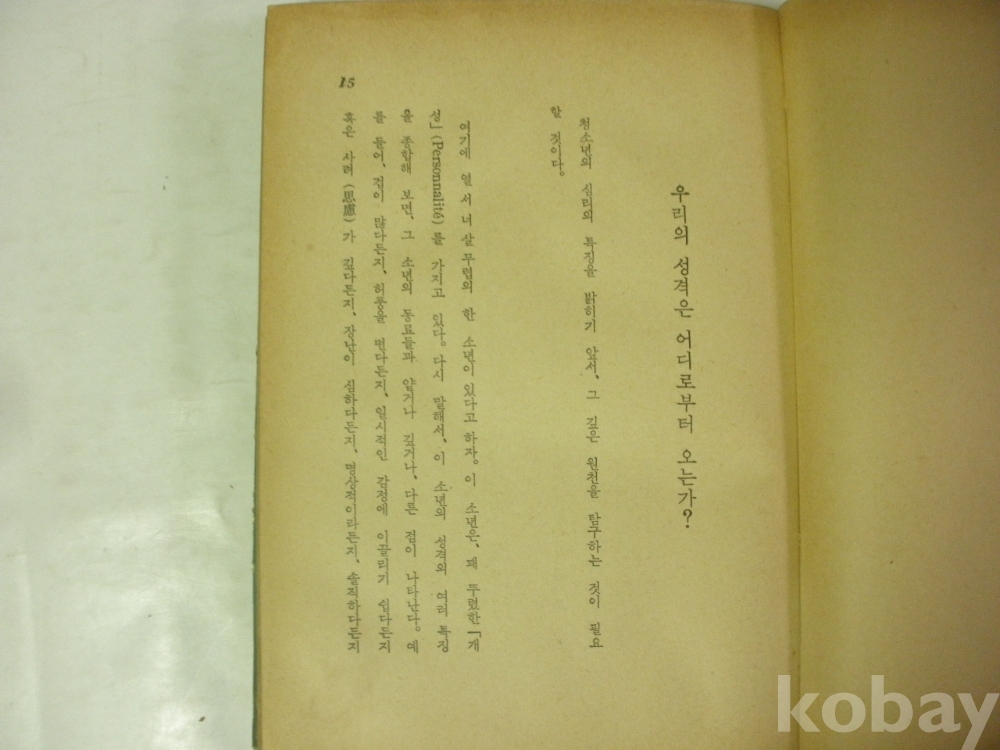 우리의 성격은 어디로부터 오는가?
청소년의 심리의 특징을 밝히기 앞서, 그 깊은 원천을 탐구하는 것이 필요
할 것이다.
여기에 열 서너 살 무렵의 한 소년이 있다고 하자. 이 소년은, 꽤 뚜렷한 「개
성」(Personnalité)를 가지고 있다. 다시 말해서, 이 소년의 성격의 여러 특징
을 종합해 보면, 그 소년의 동료들과 얕거나 깊거나, 다른 점이 나타난다. 예
를 들어, 겁이 많다든지, 허풍을 떤다든지, 일시적인 감정에 이끌리기 쉽다든지
혹은 사려(思慮)가 깊다든지, 장난이 심하다든지, 명상적이라든지, 솔직하다든지
15
kobay